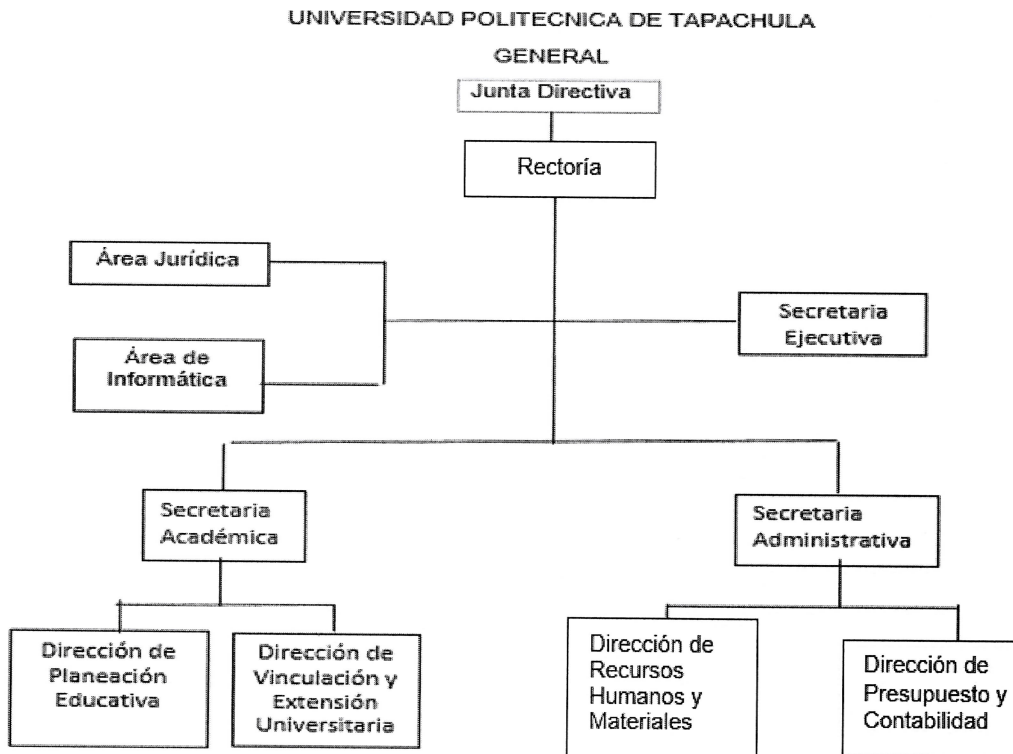 UNIVERSIDAD POLITECNICA DE TAPACHULA
GENERAL
Junta Directiva
Rectoría
Área Jurídica
Secretaria
Ejecutiva
Área de
Informática
Secretaria
Académica
Secretaria
Administrativa
Dirección de
Planeación
Educativa
Dirección de
Vinculación y
Extensión
Universitaria
Dirección de
Recursos
Humanos y
Materiales
Dirección de
Presupuesto y
Contabilidad